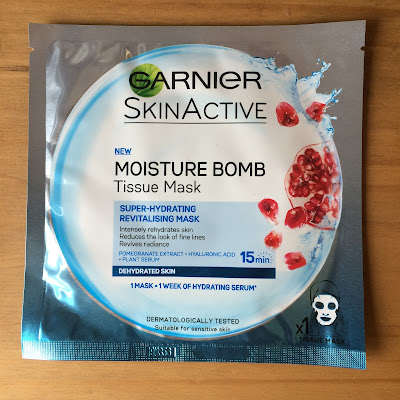 GARNIER
SKINACTIVE
NEW
MOISTURE BOMB
Tissue Mask
SUPER-HYDRATING
REVITALISING MASK
Intensely rehydrates skin
Reduces the look of fine lines
Revives radiance
POMEGRANATE EXTRACT + HYALURONIC ACID
+ PLANT SERUM
15min
DEHYDRATED SKIN
1 MASK = 1 WEEK OF HYDRATING SERUM*
DERMATOLOGICALLY TESTED
Suitable for sensitive skin
x1
TISSUE MASK